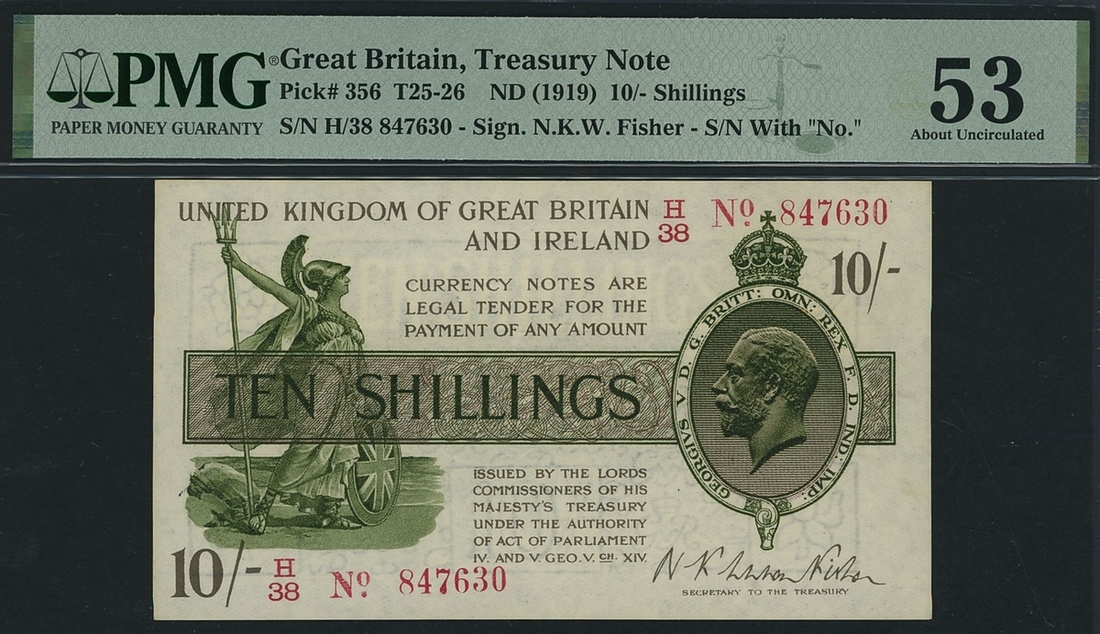 PMG®
PAPER MONEY GUARANTY
Great Britain, Treasury Note
Pick# 356 T25-26 ND (1919) 10/- Shillings
S/N H/38 847630 - Sign. N.K.W. Fisher - S/N With "No."
53
About Uncirculated
UNITED KINGDOM OF GREAT BRITAIN
AND IRELAND
H/38 No. 847630
10/-
CURRENCY NOTES ARE
LEGAL TENDER FOR THE
PAYMENT OF ANY AMOUNT
TEN SHILLINGS
GEORGIVS V D. G. BRITT: OMN: REX F. D. IND: IMP:
ISSUED BY THE LORDS
COMMISSIONERS OF HIS
MAJESTY'S TREASURY
UNDER THE AUTHORITY
OF ACT OF PARLIAMENT
IV. AND V. GEO. V. CH. XIV.
10/- H/38 No. 847630
SECRETARY TO THE TREASURY